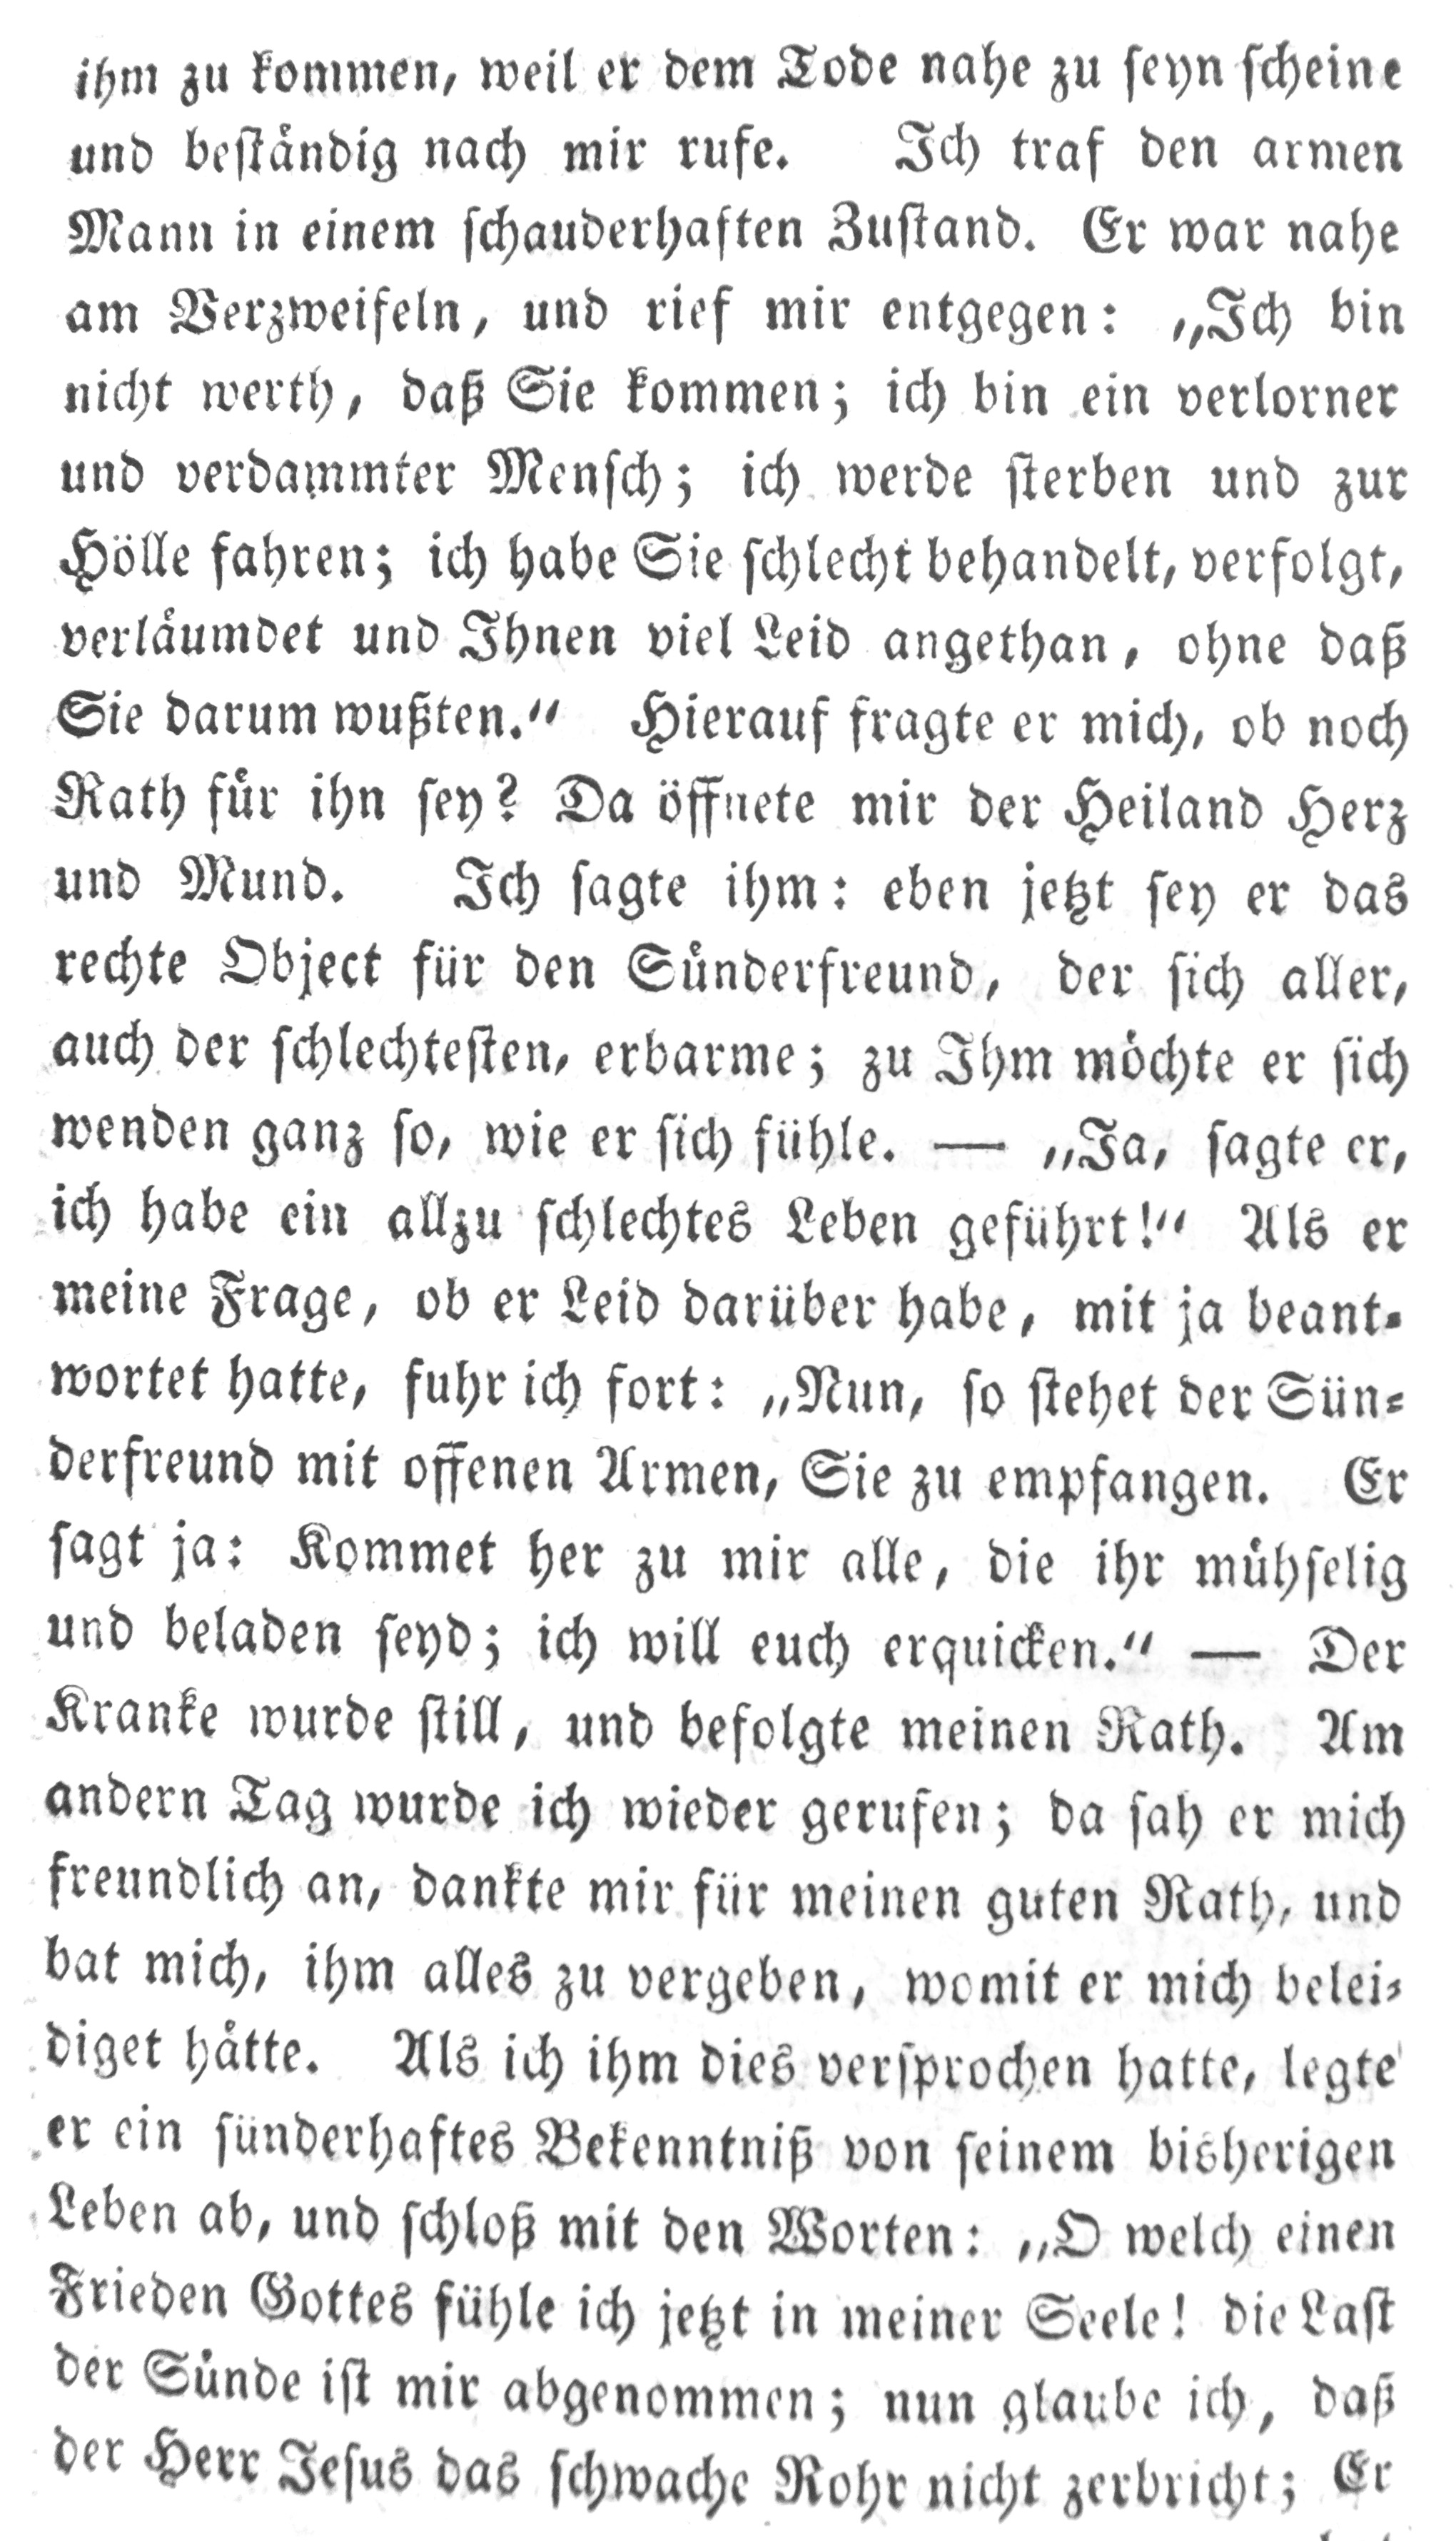 ihm zu kommen, weil er dem Tode nahe zu seyn scheine
und beständig nach mir rufe. Ich traf den armen
Mann in einem schauderhaften Zustand. Er war nahe
am Verzweifeln, und rief mir entgegen: „Ich bin
nicht werth, daß Sie kommen; ich bin ein verlorner
und verdammter Mensch; ich werde sterben und zur
Hölle fahren; ich habe Sie schlecht behandelt, verfolgt,
verläumdet und Ihnen viel Leid angethan, ohne daß
Sie darum wußten.“ Hierauf fragte er mich, ob noch
Rath für ihn sey? Da öffnete mir der Heiland Herz
und Mund. Ich sagte ihm: eben jetzt sey er das
rechte Object für den Sünderfreund, der sich aller,
auch der schlechtesten, erbarme; zu Ihm möchte er sich
wenden ganz so, wie er sich fühle. — „Ja, sagte er,
ich habe ein allzu schlechtes Leben geführt!“ Als er
meine Frage, ob er Leid darüber habe, mit ja beant-
wortet hatte, fuhr ich fort: „Nun, so stehet der Sün-
derfreund mit offenen Armen, Sie zu empfangen. Er
sagt ja: Kommet her zu mir alle, die ihr mühselig
und beladen seyd; ich will euch erquicken.“ — Der
Kranke wurde still, und befolgte meinen Rath. Am
andern Tag wurde ich wieder gerufen; da sah er mich
freundlich an, dankte mir für meinen guten Rath, und
bat mich, ihm alles zu vergeben, womit er mich belei-
diget hätte. Als ich ihm dies versprochen hatte, legte
er ein sünderhaftes Bekenntniß von seinem bisherigen
Leben ab, und schloß mit den Worten: „O welch einen
Frieden Gottes fühle ich jetzt in meiner Seele! die Last
der Sünde ist mir abgenommen; nun glaube ich, daß
der Herr Jesus das schwache Rohr nicht zerbricht; Er